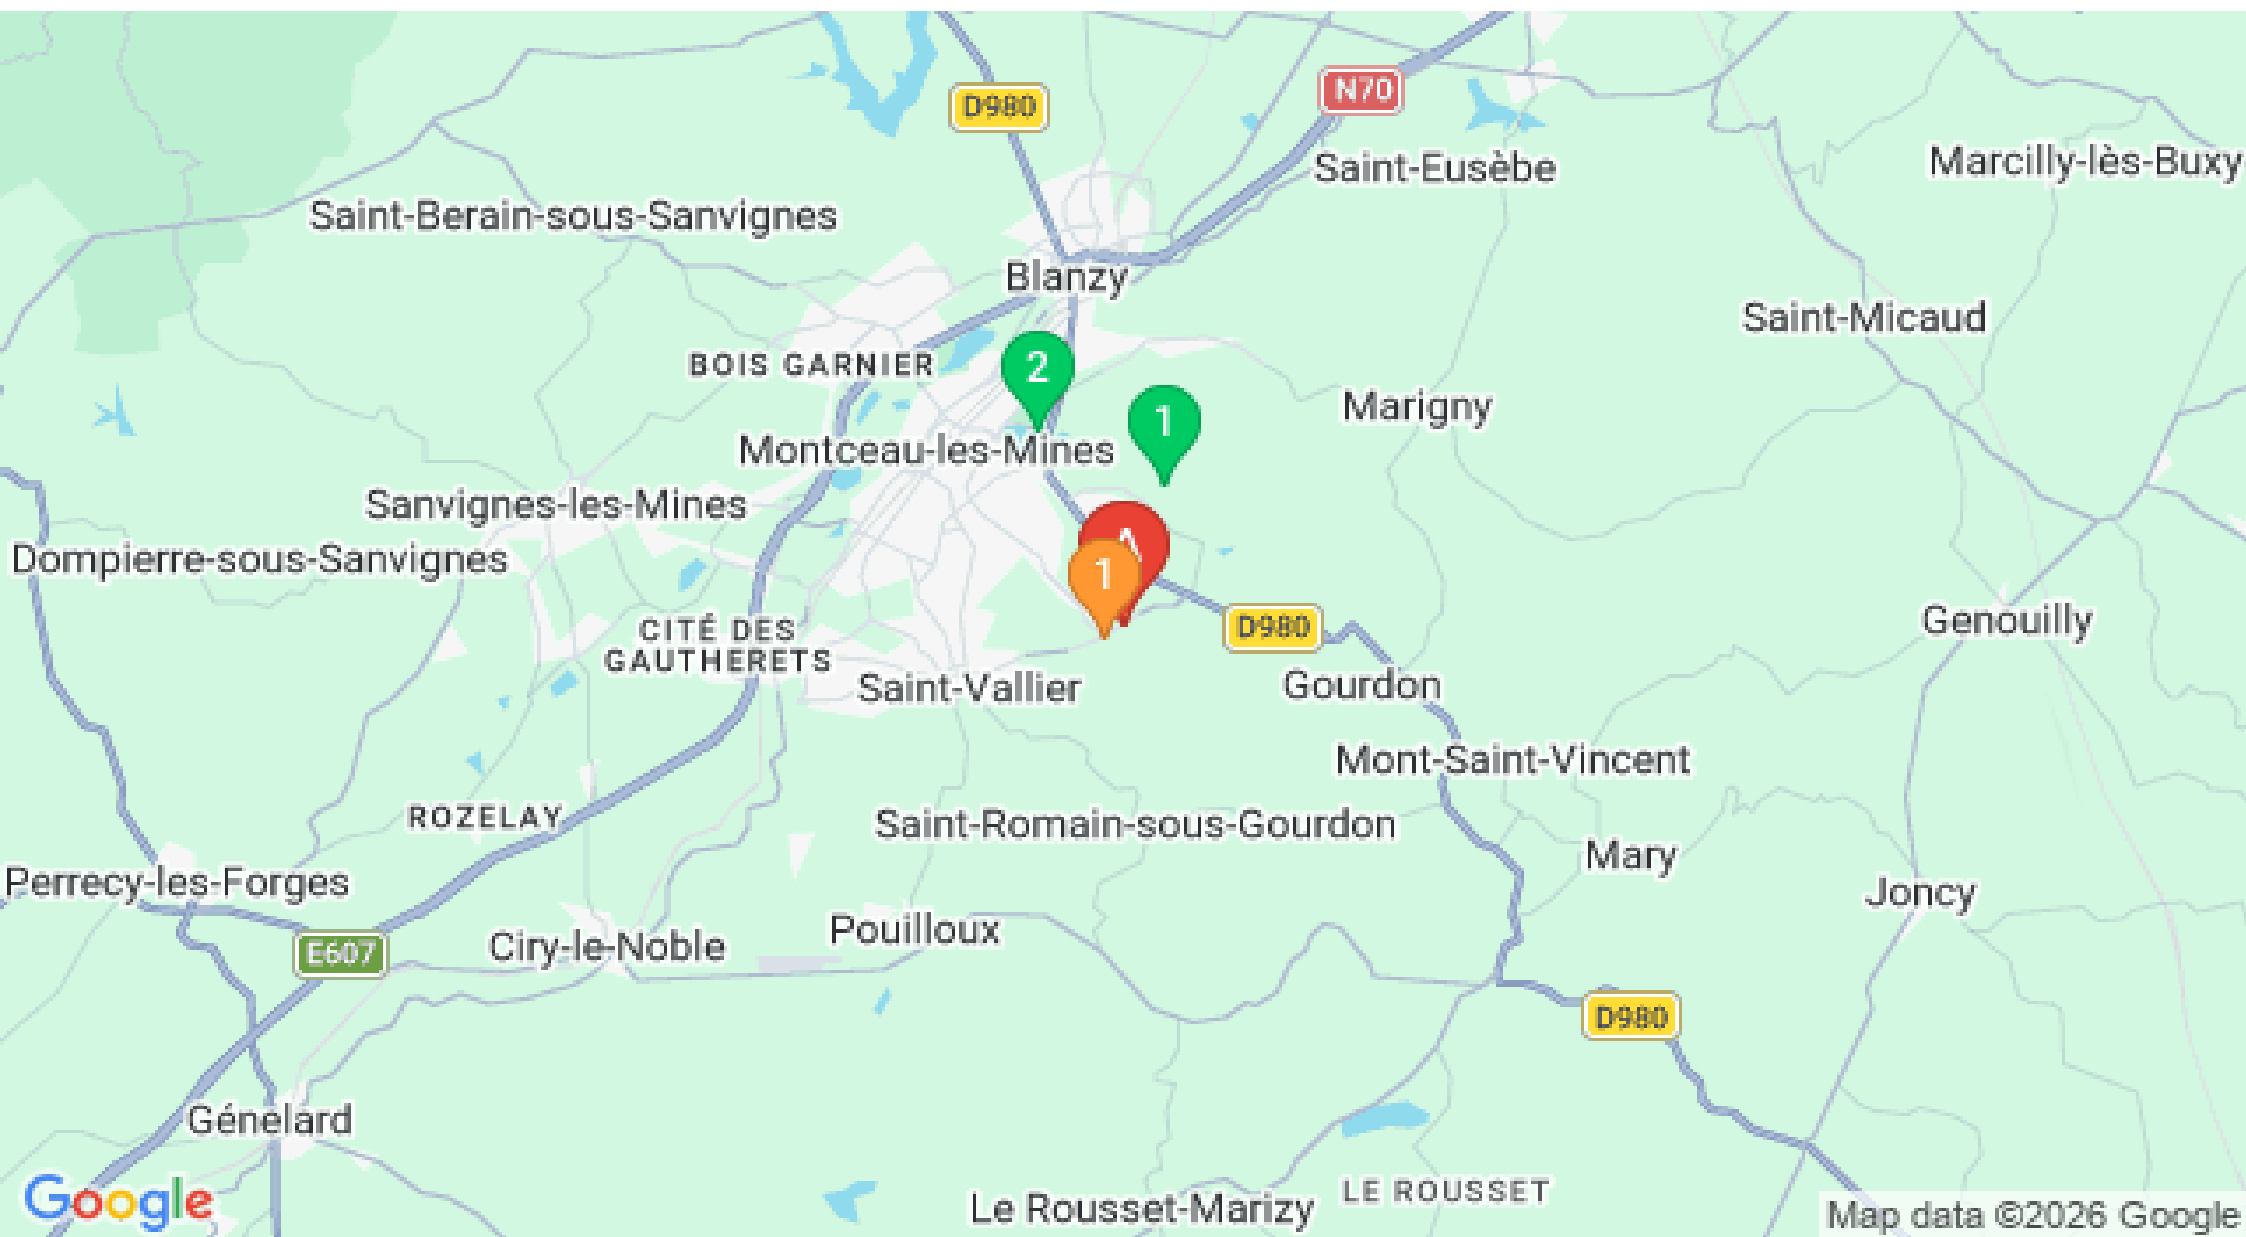 D980
N70
Saint-Eusèbe
Marcilly-lès-Buxy
Saint-Berain-sous-Sanvignes
Blanzy
Saint-Micaud
BOIS GARNIER
2
1
Marigny
Montceau-les-Mines
Sanvignes-les-Mines
Dompierre-sous-Sanvignes
A
1
CITÉ DES
GAUTHERETS
D980
Genouilly
Saint-Vallier
Gourdon
Mont-Saint-Vincent
ROZELAY
Saint-Romain-sous-Gourdon
Mary
Perrecy-les-Forges
Joncy
E607
Ciry-le-Noble
Pouilloux
D980
Génelard
Google
Le Rousset-Marizy
LE ROUSSET
Map data ©2026 Google